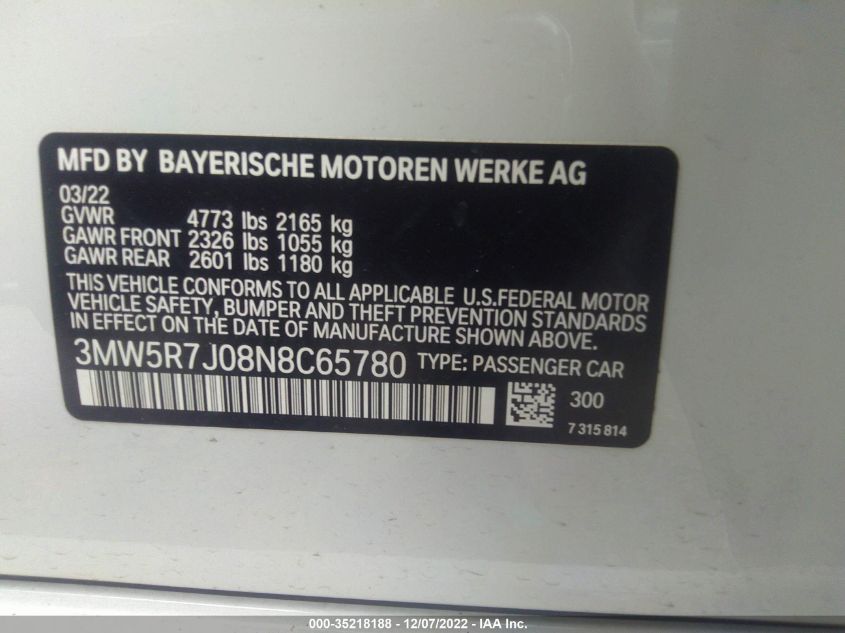 MFD BY BAYERISCHE MOTOREN WERKE AG
03/22
GVWR 4773 lbs 2165 kg
GAWR FRONT 2326 lbs 1055 kg
GAWR REAR 2601 lbs 1180 kg
THIS VEHICLE CONFORMS TO ALL APPLICABLE U.S.FEDERAL MOTOR
VEHICLE SAFETY, BUMPER AND THEFT PREVENTION STANDARDS
IN EFFECT ON THE DATE OF MANUFACTURE SHOWN ABOVE.
3MW5R7J08N8C65780 TYPE: PASSENGER CAR
300
7 315 814
000-35218188 - 12/07/2022 - IAA Inc.